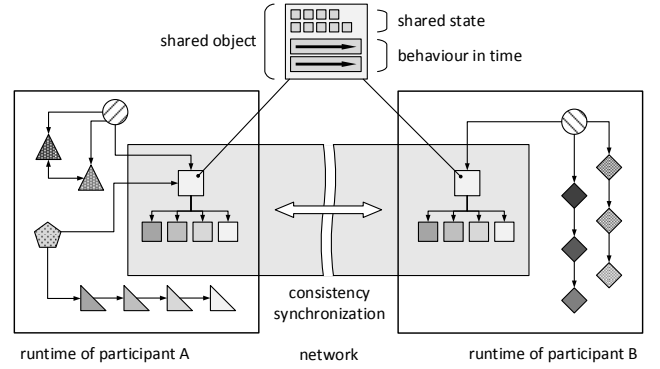 shared object
shared state
behaviour in time
consistency
synchronization
runtime of participant A
network
runtime of participant B